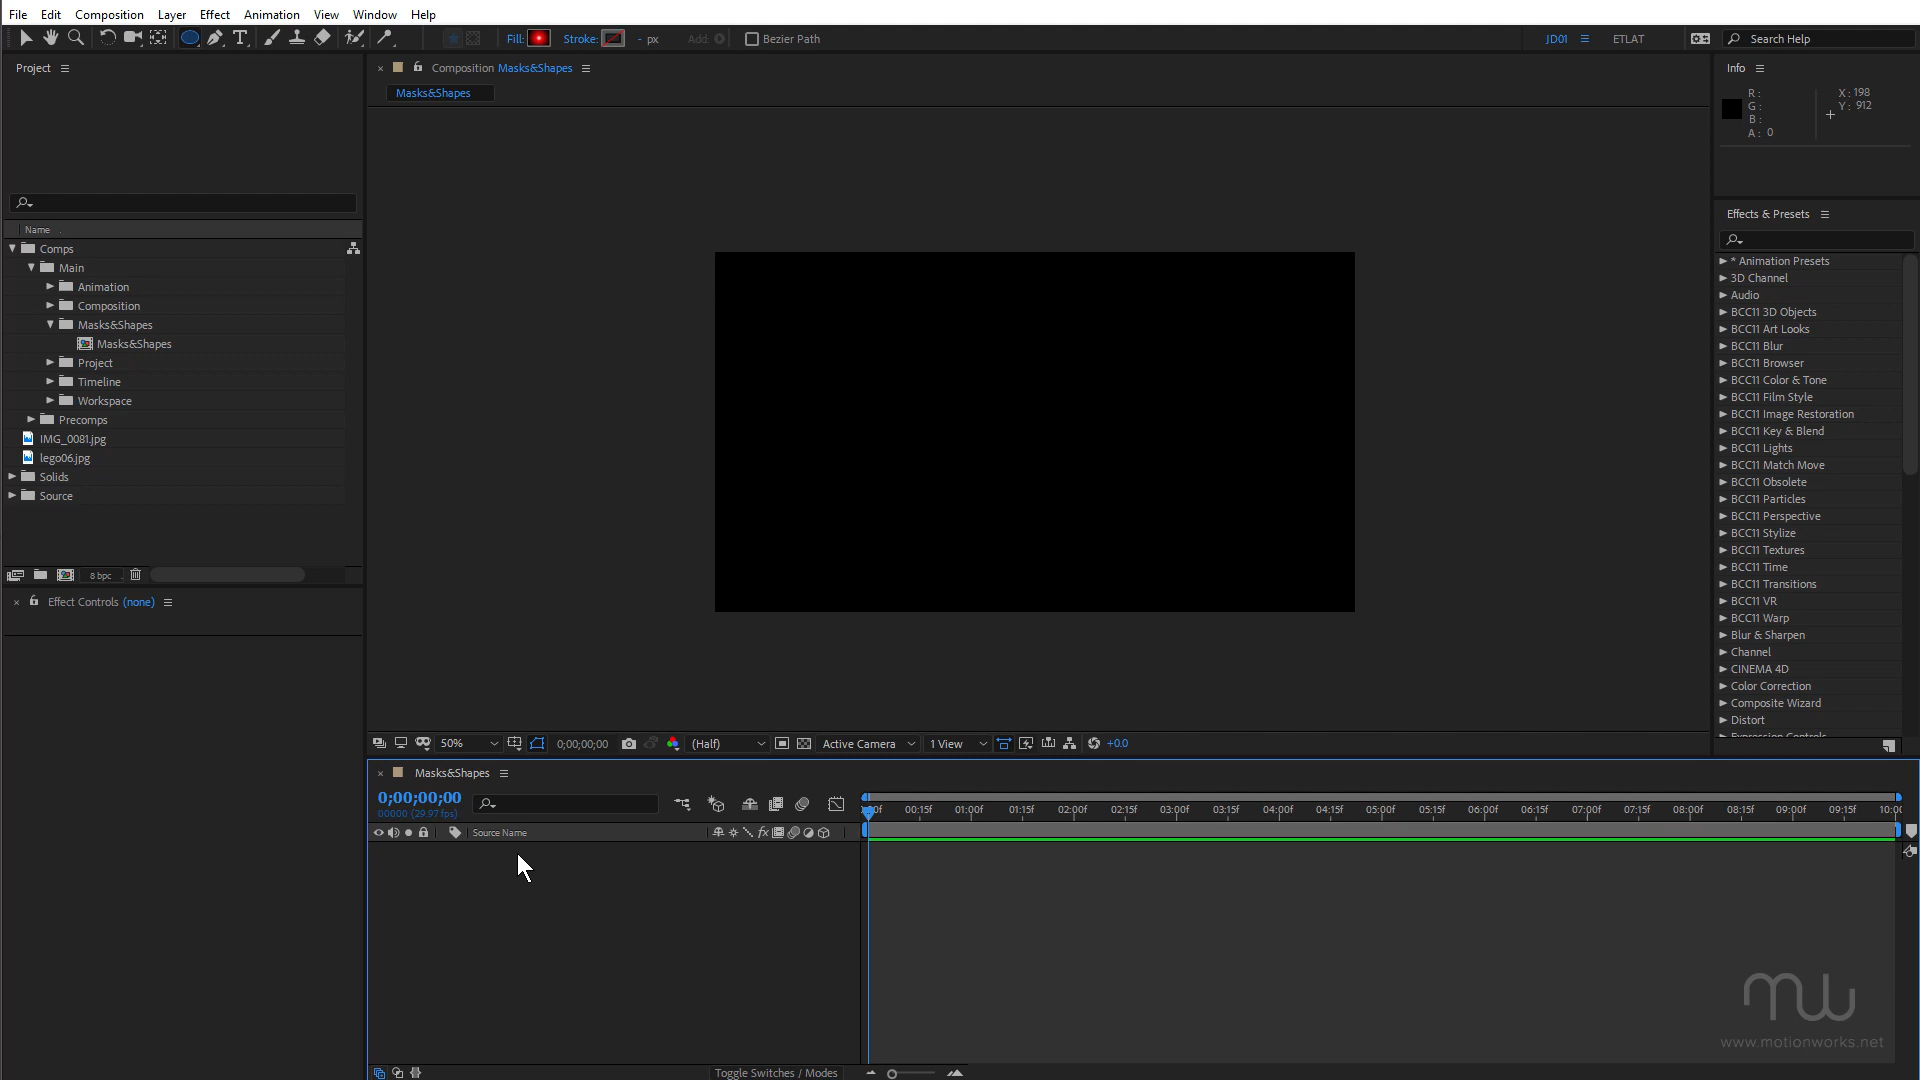 File Edit Composition Layer Effect Animation View Window Help
Fill: Stroke: - px Add: Bezier Path JD01 ETLAT Search Help
Project
Composition Masks&Shapes
Masks&Shapes
Info
R :
G :
B :
A : 0
X : 198
Y : 912
Name
Comps
Main
Animation
Composition
Masks&Shapes
Masks&Shapes
Project
Timeline
Workspace
Precomps
IMG_0081.jpg
lego06.jpg
Solids
Source
8 bpc
Effect Controls (none)
Effects & Presets
* Animation Presets
3D Channel
Audio
BCC11 3D Objects
BCC11 Art Looks
BCC11 Blur
BCC11 Browser
BCC11 Color & Tone
BCC11 Film Style
BCC11 Image Restoration
BCC11 Key & Blend
BCC11 Lights
BCC11 Match Move
BCC11 Obsolete
BCC11 Particles
BCC11 Perspective
BCC11 Stylize
BCC11 Textures
BCC11 Time
BCC11 Transitions
BCC11 VR
BCC11 Warp
Blur & Sharpen
Channel
CINEMA 4D
Color Correction
Composite Wizard
Distort
Expression Controls
50% 0;00;00;00 (Half) Active Camera 1 View +0.0
Masks&Shapes
0;00;00;00
00000 (29.97 fps)
00:15f 01:00f 01:15f 02:00f 02:15f 03:00f 03:15f 04:00f 04:15f 05:00f 05:15f 06:00f 06:15f 07:00f 07:15f 08:00f 08:15f 09:00f 09:15f
Source Name
fx
Toggle Switches / Modes
mw
www.motionworks.net